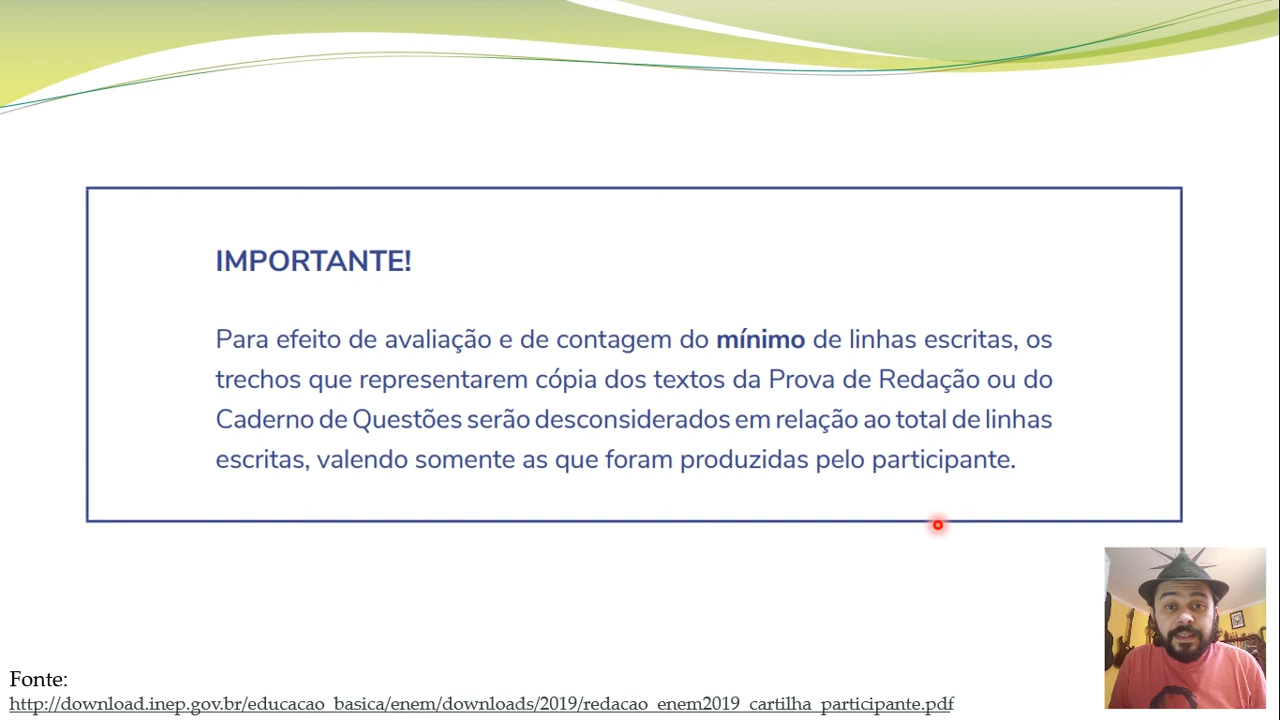 IMPORTANTE!
Para efeito de avaliação e de contagem do mínimo de linhas escritas, os
trechos que representarem cópia dos textos da Prova de Redação ou do
Caderno de Questões serão desconsiderados em relação ao total de linhas
escritas, valendo somente as que foram produzidas pelo participante.
Fonte:
http://download.inep.gov.br/educacao_basica/enem/downloads/2019/redacao_enem2019_cartilha_participante.pdf